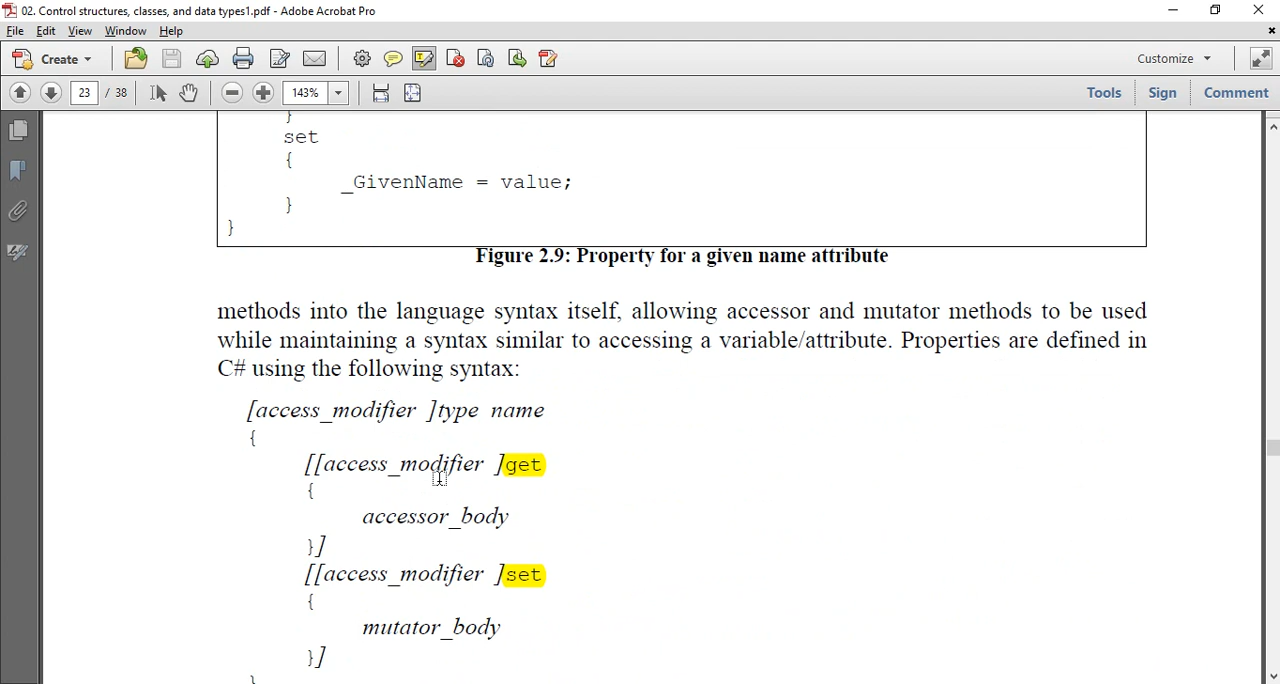 02. Control structures, classes, and data types1.pdf - Adobe Acrobat Pro
File Edit View Window Help
Create Customize
23 / 38 143% Tools Sign Comment
}
set
{
_GivenName = value;
}
}
Figure 2.9: Property for a given name attribute
methods into the language syntax itself, allowing accessor and mutator methods to be used
while maintaining a syntax similar to accessing a variable/attribute. Properties are defined in
C# using the following syntax:
[access_modifier ]type name
{
[[access_modifier ]get
{
accessor_body
}]
[[access_modifier ]set
{
mutator_body
}]
}